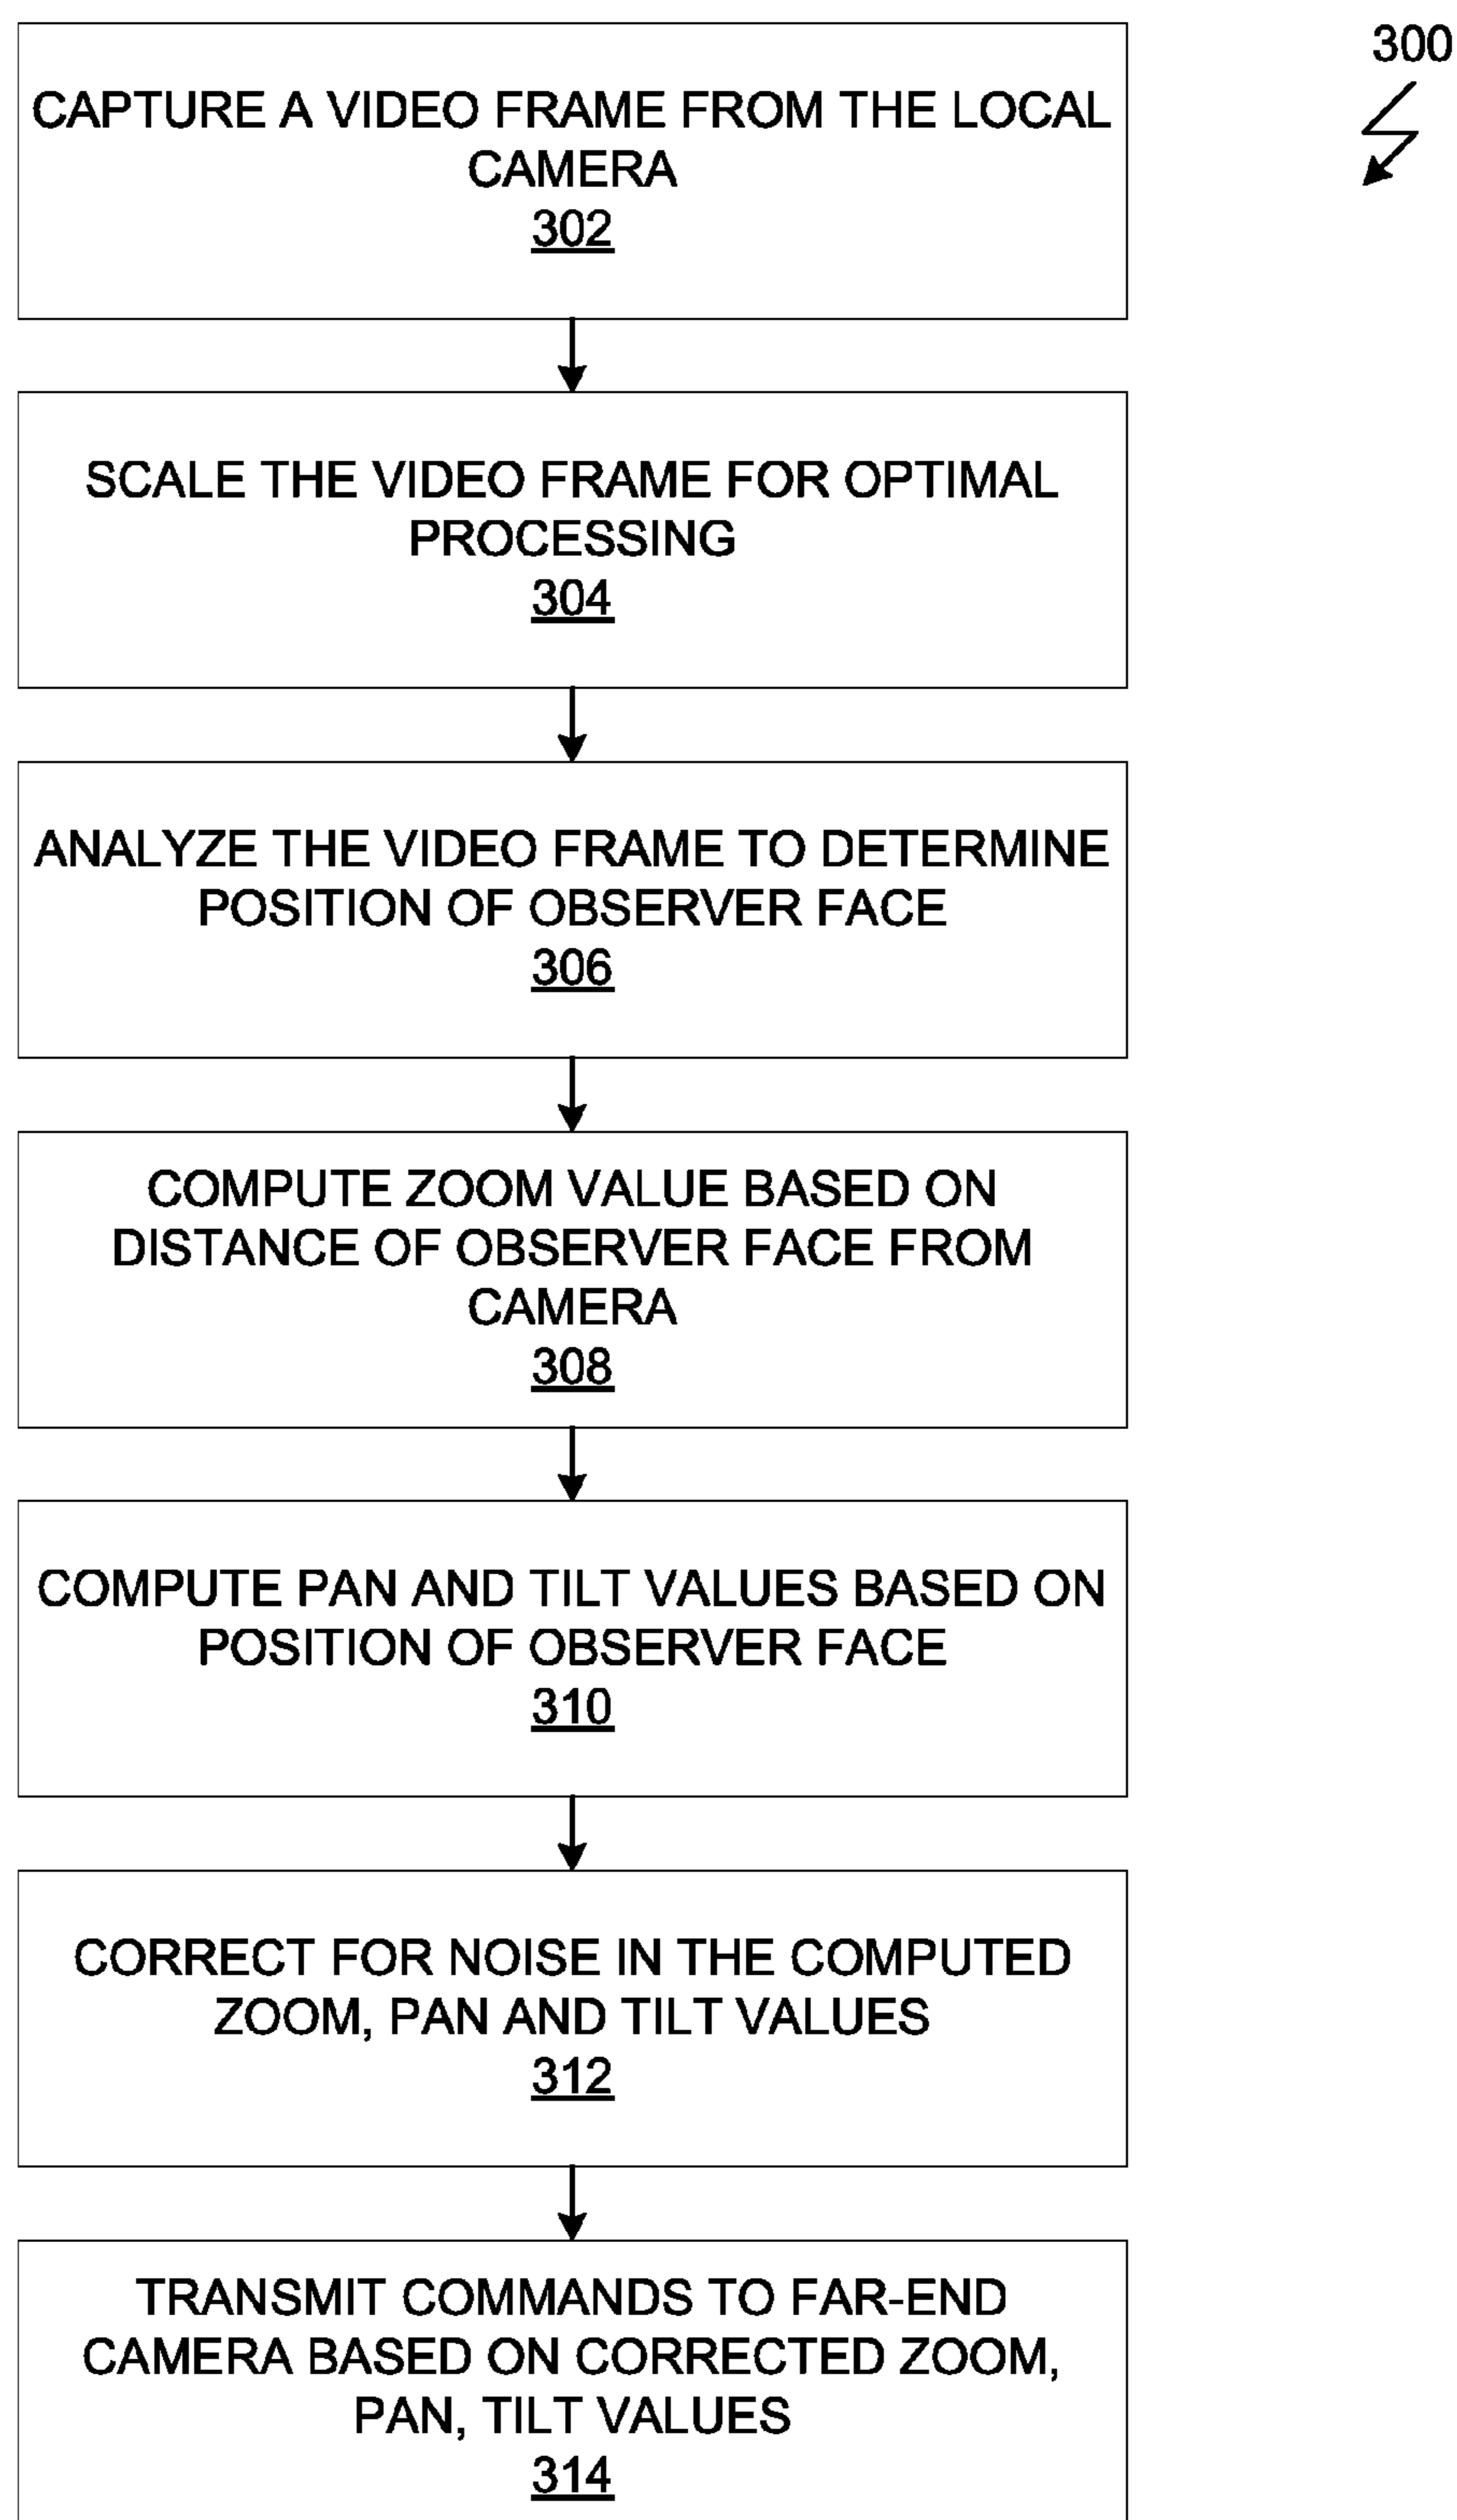 300
CAPTURE A VIDEO FRAME FROM THE LOCAL
CAMERA
302
SCALE THE VIDEO FRAME FOR OPTIMAL
PROCESSING
304
ANALYZE THE VIDEO FRAME TO DETERMINE
POSITION OF OBSERVER FACE
306
COMPUTE ZOOM VALUE BASED ON
DISTANCE OF OBSERVER FACE FROM
CAMERA
308
COMPUTE PAN AND TILT VALUES BASED ON
POSITION OF OBSERVER FACE
310
CORRECT FOR NOISE IN THE COMPUTED
ZOOM, PAN AND TILT VALUES
312
TRANSMIT COMMANDS TO FAR-END
CAMERA BASED ON CORRECTED ZOOM,
PAN, TILT VALUES
314